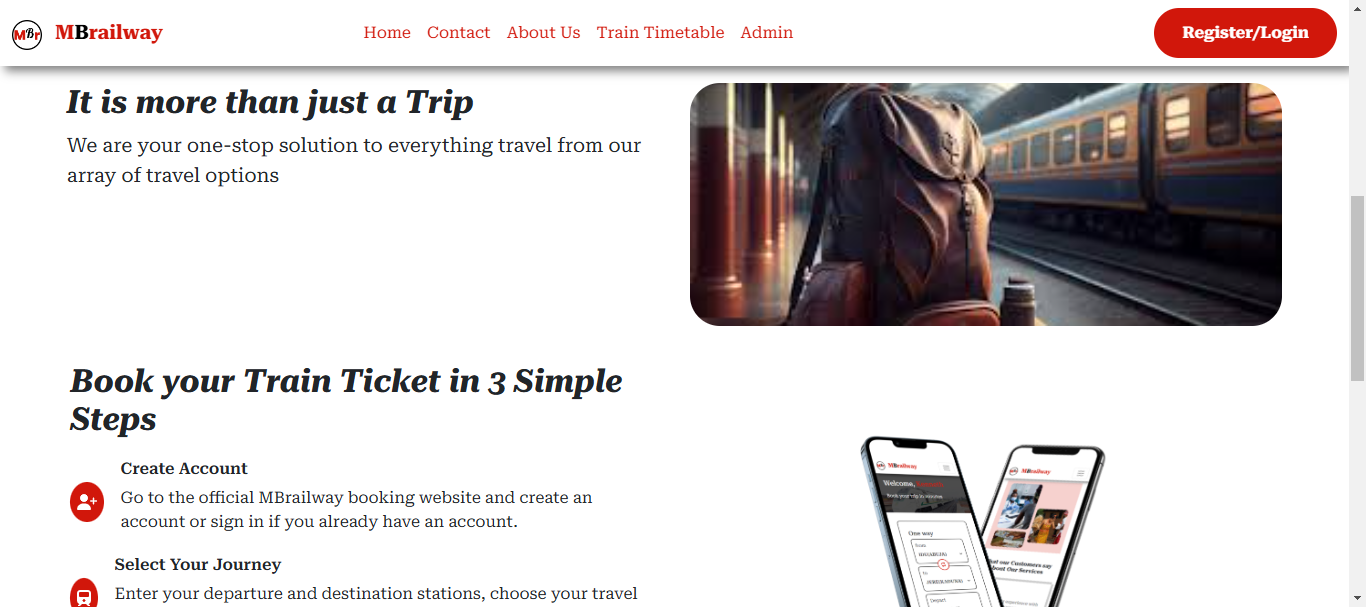 MBr MBrailway Home Contact About Us Train Timetable Admin Register/Login
It is more than just a Trip
We are your one-stop solution to everything travel from our
array of travel options
Book your Train Ticket in 3 Simple
Steps
Create Account
Go to the official MBrailway booking website and create an
account or sign in if you already have an account.
Select Your Journey
Enter your departure and destination stations, choose your travel
MBrailway
Welcome,
Book your trip in
One way
From
To
Depart
MBrailway
our Customers say
About Our Services